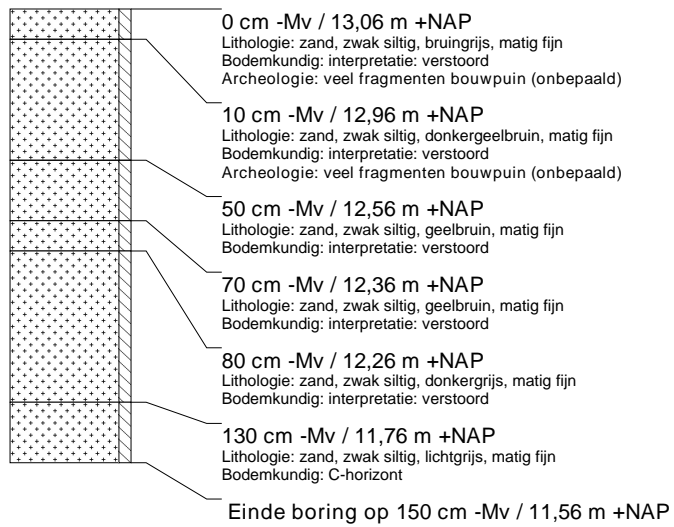 0 cm -Mv / 13,06 m +NAP
Lithologie: zand, zwak siltig, bruingrijs, matig fijn
Bodemkundig: interpretatie: verstoord
Archeologie: veel fragmenten bouwpuin (onbepaald)
10 cm -Mv / 12,96 m +NAP
Lithologie: zand, zwak siltig, donkergeelbruin, matig fijn
Bodemkundig: interpretatie: verstoord
Archeologie: veel fragmenten bouwpuin (onbepaald)
50 cm -Mv / 12,56 m +NAP
Lithologie: zand, zwak siltig, geelbruin, matig fijn
Bodemkundig: interpretatie: verstoord
70 cm -Mv / 12,36 m +NAP
Lithologie: zand, zwak siltig, geelbruin, matig fijn
Bodemkundig: interpretatie: verstoord
80 cm -Mv / 12,26 m +NAP
Lithologie: zand, zwak siltig, donkergrijs, matig fijn
Bodemkundig: interpretatie: verstoord
130 cm -Mv / 11,76 m +NAP
Lithologie: zand, zwak siltig, lichtgrijs, matig fijn
Bodemkundig: C-horizont
Einde boring op 150 cm -Mv / 11,56 m +NAP